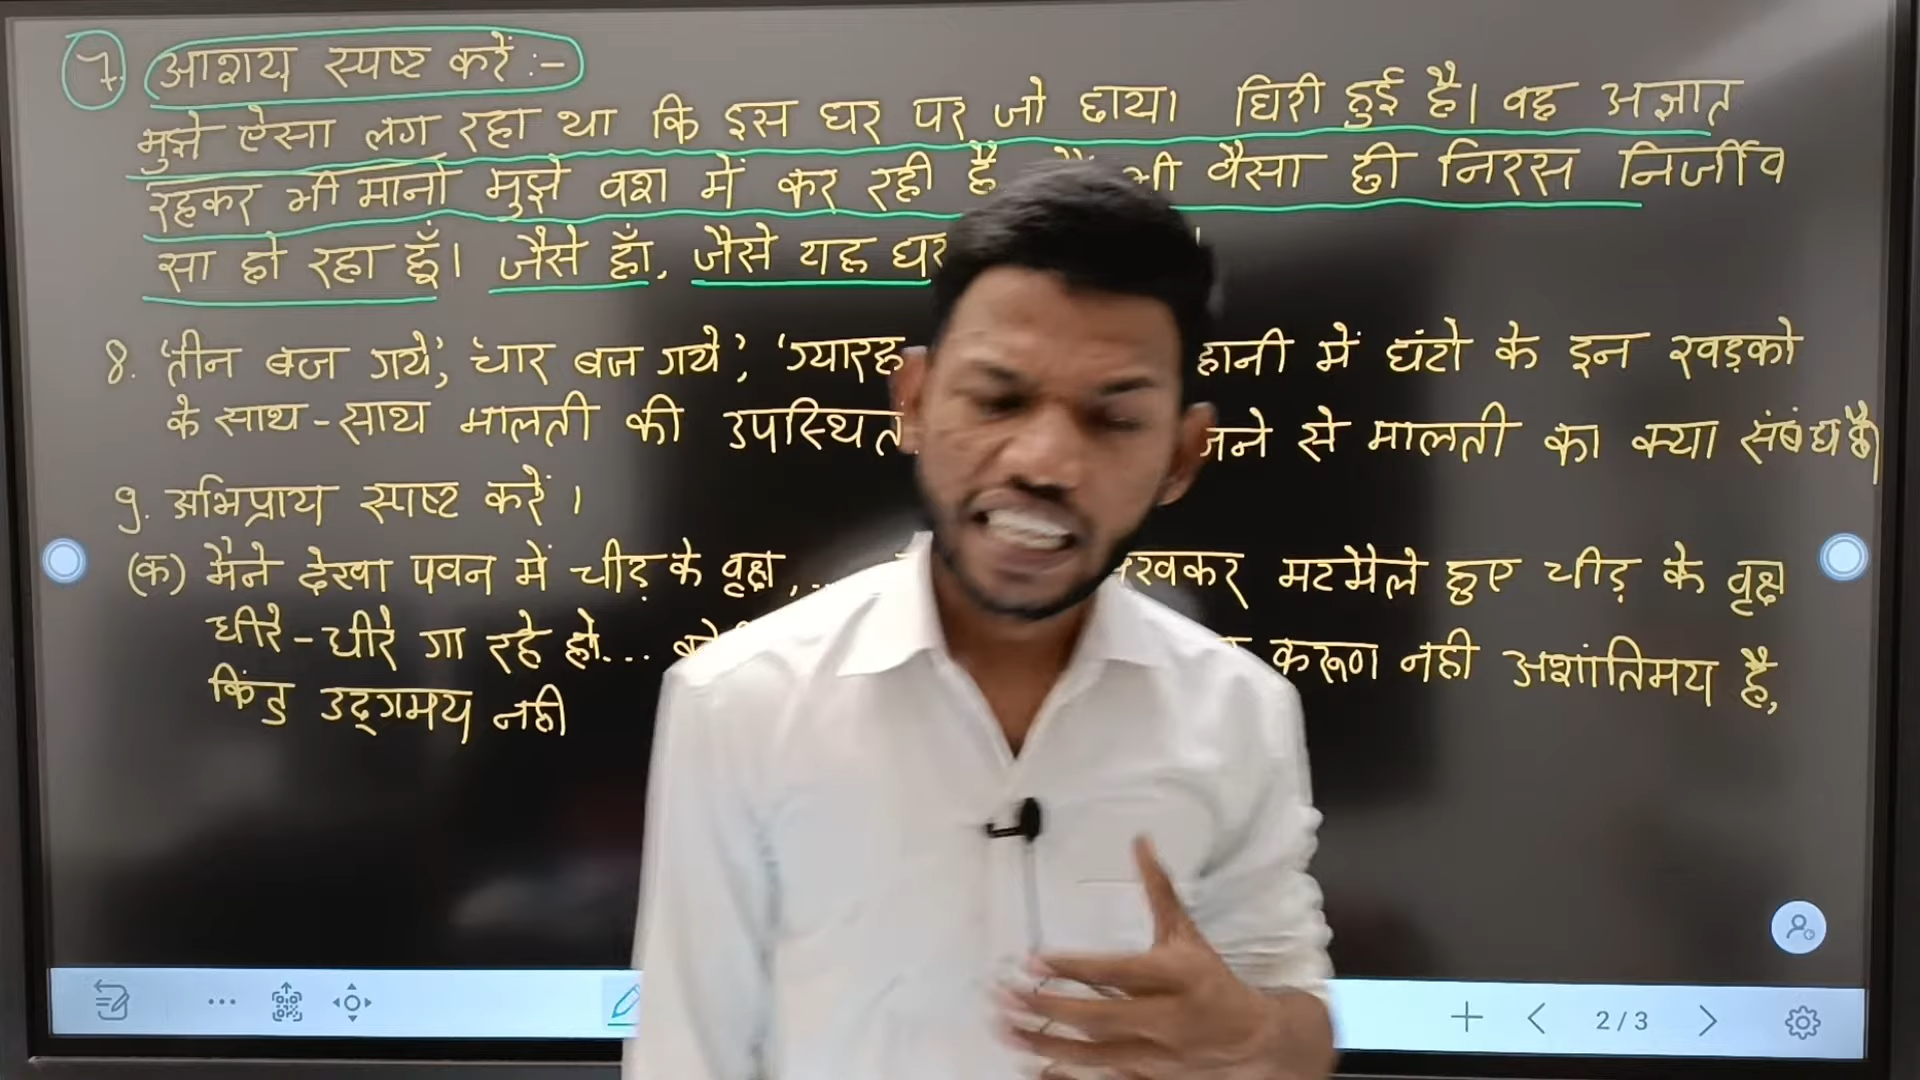 7. आशय स्पष्ट करें :-
मुझे ऐसा लग रहा था कि इस घर पर जो छाया घिरी हुई है। वह अज्ञात
रहकर भी मानो मुझे वश में कर रही है भी वैसा ही निरस निर्जीव
सा हो रहा हूँ। जैसे हाँ, जैसे यह घर
8. 'तीन बज गये', 'चार बज गये', 'ग्यारह हानी में घंटो के इन खड़को
के साथ-साथ मालती की उपस्थित जने से मालती का क्या संबंध है।
9. अभिप्राय स्पष्ट करें।
(क) मैने देखा पवन में चीड़ के वृक्ष, ... रखकर मटमैले हुए चीड़ के वृक्ष
धीरे-धीरे गा रहे हो... करूण नही अशांतिमय है,
किंतु उद्गमय नही
2/3